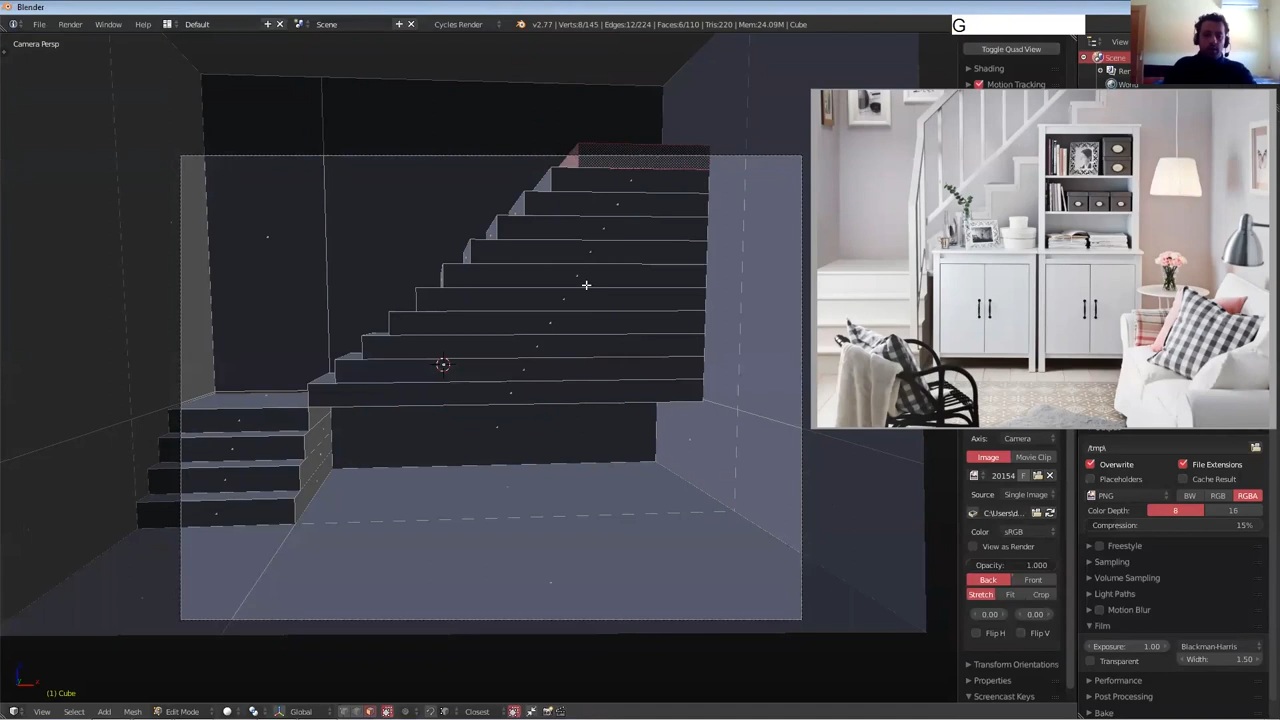 Blender
File
Render
Window
Help
Default
Scene
Cycles Render
v2.77 | Verts:8/145 | Edges:12/224 | Faces:6/110 | Tris:220 | Mem:24.09M | Cube
G
View
Camera Persp
Toggle Quad View
Shading
Motion Tracking
Scene
Ren
World
Axis:
Camera
Image
Movie Clip
20154
F
Source
Single Image
C:\Users\d...
Color
sRGB
View as Render
Opacity: 1.000
Back
Front
Stretch
Fit
Crop
0.00
0.00
Flip H
Flip V
Transform Orientations
Properties
Screencast Keys
/tmp\
Overwrite
File Extensions
Placeholders
Cache Result
PNG
BW
RGB
RGBA
Color Depth:
8
16
Compression: 15%
Freestyle
Sampling
Volume Sampling
Light Paths
Motion Blur
Film
Exposure: 1.00
Blackman-Harris
Transparent
Width: 1.50
Performance
Post Processing
Bake
(1) Cube
View
Select
Add
Mesh
Edit Mode
Global
Closest